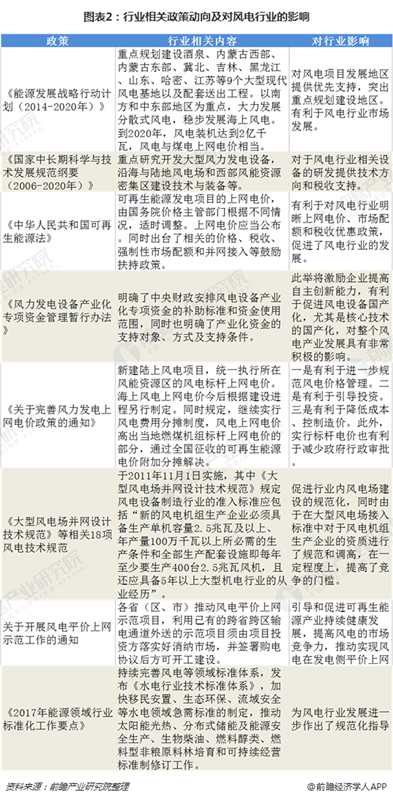 图表2：行业相关政策动向及对风电行业的影响
政策
行业相关内容
对行业影响
《能源发展战略行动计
划（2014-2020年）》
重点规划建设酒泉、内蒙古西部、
内蒙古东部、冀北、吉林、黑龙江
、山东、哈密、江苏等9个大型现代
风电基地以及配套送出工程。以南
方和中东部地区为重点，大力发展
分散式风电，稳步发展海上风电。
到2020年，风电装机达到2亿千
瓦，风电与煤电上网电价相当。
对风电项目发展地区
提供优先支持，突出
重点规划建设地区。
有利于风电行业市场
发展。
《国家中长期科学与技
术发展规范纲要
（2006-2020年）》
重点研究开发大型风力发电设备，
沿海与陆地风电场和西部风能资源
密集区建设技术与装备等。
对于风电行业相关设
备的研发提供技术方
向和税收支持。
《中华人民共和国可再
生能源法》
可再生能源发电项目的上网电价，
由国务院价格主管部门根据不同情
况，适时调整。上网电价应当公布
。同时出台了相关的价格、税收、
强制性市场配额和并网接入等鼓励
扶持政策。
有利于对风电行业明
晰上网电价、市场配
额和税收优惠政策，
促进了风电行业的发
展。
《风力发电设备产业化
专项资金管理暂行办法
》
明确了中央财政安排风电设备产业
化专项资金的补助标准和资金使用
范围，同时也明确了产业化资金的
支持对象、方式及支持条件。
此举将激励企业提高
自主创新能力，有利
于促进风电设备国产
化，尤其是核心技术
的国产化，对整个风
电产业发展具有非常
积极的影响。
《关于完善风力发电上
网电价政策的通知》
新建陆上风电项目，统一执行所在
风能资源区的风电标杆上网电价。
海上风电上网电价今后根据建设进
程另行制定。同时规定，继续实行
风电费用分摊制度，风电上网电价
高出当地燃煤机组标杆上网电价的
部分，通过全国征收的可再生能源
电价附加分摊解决。
一是有利于进一步规
范风电价格管理。二
是有利于引导投资。
三是有利于降低成本
、控制造价。此外，
实行标杆电价也有利
于减少政府行政审批
。
《大型风电场并网设计
技术规范》等相关18项
风电技术规范
于2011年11月1日实施，其中《大
型风电场并网设计技术规范》规定
风电设备制造行业的准入标准应包
括“新的风电机组生产企业必须具
备生产单机容量2.5兆瓦及以上、
年产量100万千瓦以上所必需的生
产条件和全部生产配套设施即每年
至少要生产400台2.5兆瓦风机，且
还应具备5年以上大型机电行业的从
业经历”。
促进行业内风电场建
设的规范化，同时由
于在大型风电场接入
标准中对于风电机组
生产企业的资质进行
了规范和调高，在一
定程度上，提高了竞
争的门槛。
关于开展风电平价上网
示范工作的通知
各省（区、市）推动风电平价上网
示范项目，利用已有的跨省跨区输
电通道外送的示范项目须由项目投
资方落实好消纳市场，并签署购电
协议后方可开工建设。
引导和促进可再生能
源产业持续健康发
展，提高风电的市场
竞争力，推动实现风
电在发电侧平价上网
《2017年能源领域行业
标准化工作要点》
持续完善风电等领域标准体系，发
布《水电行业技术标准体系》，加
快移民安置、生态环保、流域安全
等水电领域急需标准的制定，推动
太阳能光热、分布式储能及能源安
全生产、生物柴油、燃料醇类、燃
料型非粮原料林培育和可持续经营
标准制修订工作。
为风电行业发展进一
步作出了规范化指导
资料来源：前瞻产业研究院整理
@前瞻经济学人APP